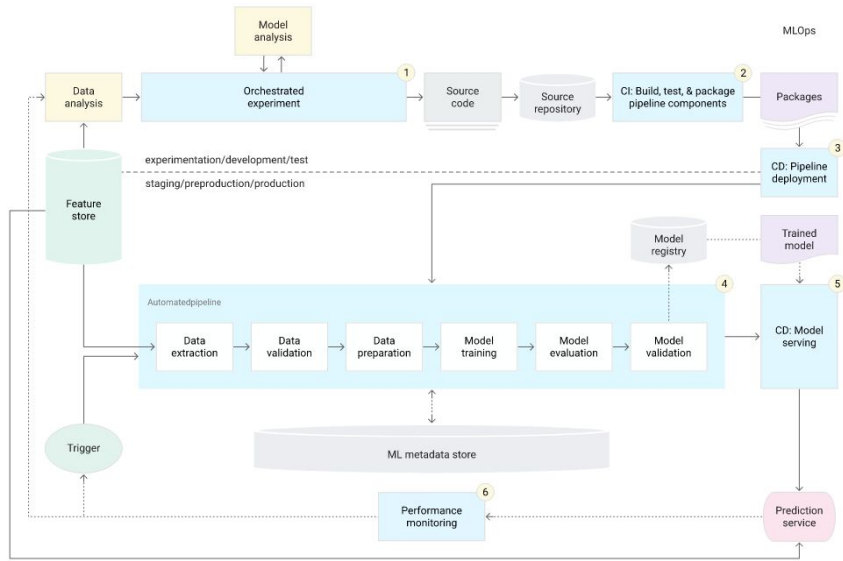 MLOps
Model
analysis
1
2
Data
analysis
Orchestrated
experiment
Source
code
Source
repository
CI: Build, test, & package
pipeline components
Packages
3
experimentation/development/test
staging/preproduction/production
CD: Pipeline
deployment
Feature
store
Model
registry
Trained
model
4
5
Automatedpipeline
Data
extraction
Data
validation
Data
preparation
Model
training
Model
evaluation
Model
validation
CD: Model
serving
Trigger
ML metadata store
6
Performance
monitoring
Prediction
service